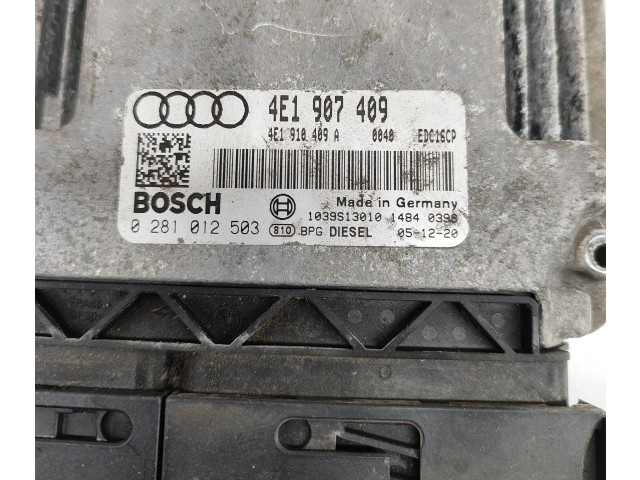 4E1 907 409
4E1 910 409 A 0040 EDC16CP
BOSCH
Made in Germany
1039S13010 1484 0398
0 281 012 503 810 .BPG DIESEL 05-12-20